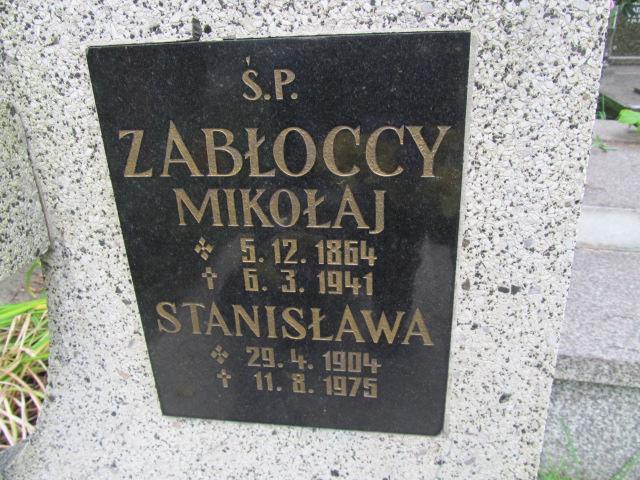 Ś.P.
ZABŁOCCY
MIKOŁAJ
5.12.1864
† 6.3.1941
STANISŁAWA
29.4.1904
† 11.8.1975